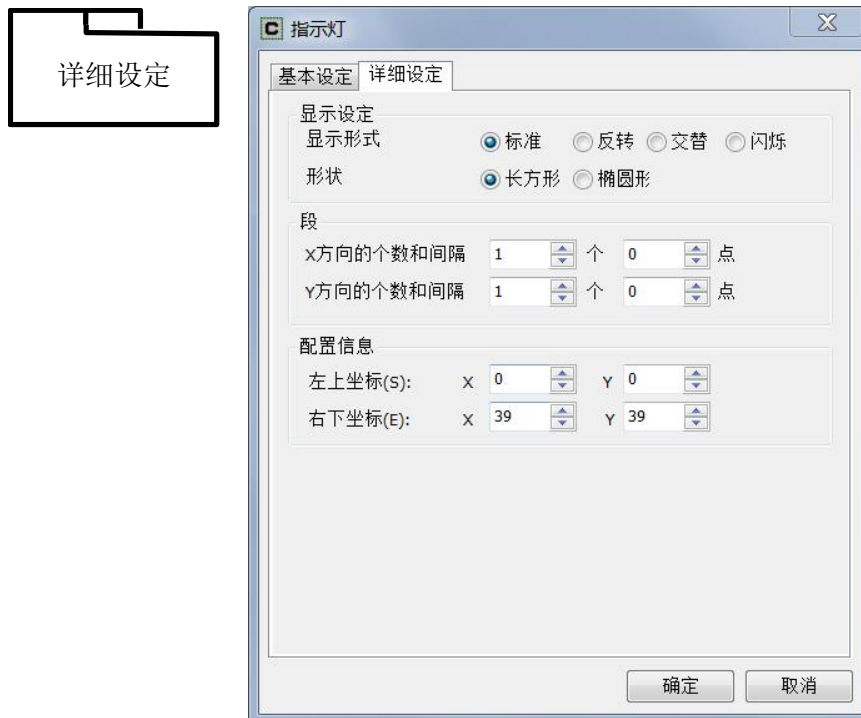 详细设定
C 指示灯
基本设定 详细设定
显示设定
显示形式 标准 反转 交替 闪烁
形状 长方形 椭圆形
段
X方向的个数和间隔 1 个 0 点
Y方向的个数和间隔 1 个 0 点
配置信息
左上坐标(S): X 0 Y 0
右下坐标(E): X 39 Y 39
确定 取消